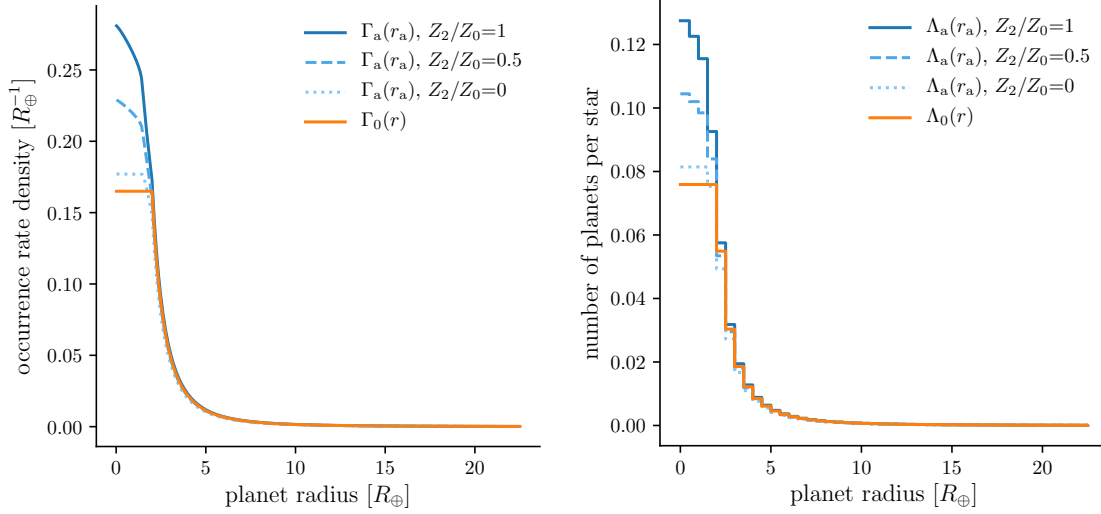 occurrence rate density [R⊕⁻¹]
0.25
0.20
0.15
0.10
0.05
0.00
0
5
10
15
20
planet radius [R⊕]
Γₐ(rₐ), Z₂/Z₀=1
Γₐ(rₐ), Z₂/Z₀=0.5
Γₐ(rₐ), Z₂/Z₀=0
Γ₀(r)
number of planets per star
0.12
0.10
0.08
0.06
0.04
0.02
0.00
0
5
10
15
20
planet radius [R⊕]
Λₐ(rₐ), Z₂/Z₀=1
Λₐ(rₐ), Z₂/Z₀=0.5
Λₐ(rₐ), Z₂/Z₀=0
Λ₀(r)